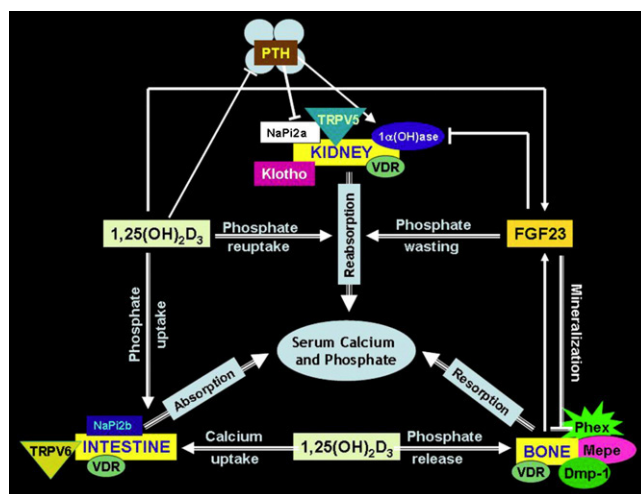 PTH
TRPV5
NaPi2a
1α(OH)ase
KIDNEY
VDR
Klotho
1,25(OH)₂D₃
Phosphate
reuptake
Reabsorption
Phosphate
wasting
FGF23
Phosphate
uptake
Mineralization
Serum Calcium
and Phosphate
Absorption
Resorption
NaPi2b
TRPV6
INTESTINE
VDR
Calcium
uptake
1,25(OH)₂D₃
Phosphate
release
Phex
BONE
Mepe
VDR
Dmp-1